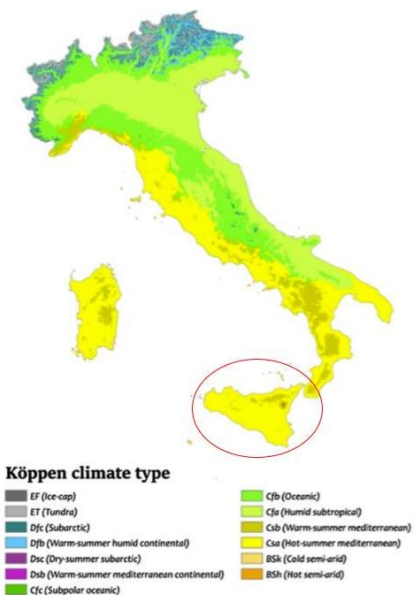 Köppen climate type
EF (Ice-cap)
ET (Tundra)
Dfc (Subarctic)
Dfb (Warm-summer humid continental)
Dsc (Dry-summer subarctic)
Dsb (Warm-summer mediterranean continental)
Cfc (Subpolar oceanic)
Cfb (Oceanic)
Cfa (Humid subtropical)
Csb (Warm-summer mediterranean)
Csa (Hot-summer mediterranean)
BSk (Cold semi-arid)
BSh (Hot semi-arid)